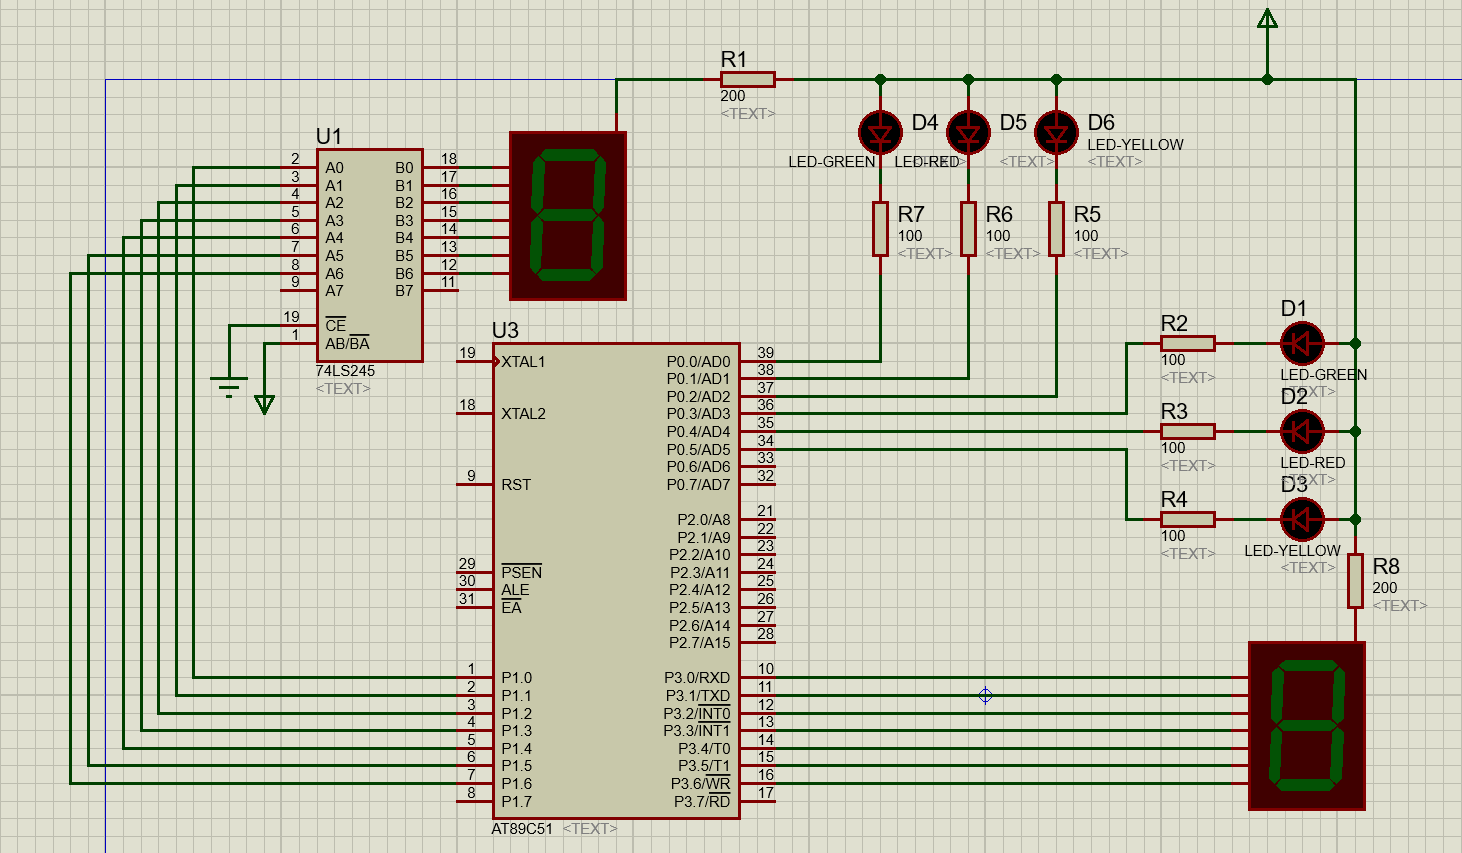 R1
200
<TEXT>
D4
LED-GREEN
D5
LED-RED
<TEXT>
D6
LED-YELLOW
<TEXT>
R7
100
<TEXT>
R6
100
<TEXT>
R5
100
<TEXT>
U1
2 A0 B0 18
3 A1 B1 17
4 A2 B2 16
5 A3 B3 15
6 A4 B4 14
7 A5 B5 13
8 A6 B6 12
9 A7 B7 11
19 CE
1 AB/BA
74LS245
<TEXT>
U3
19 XTAL1 P0.0/AD0 39
P0.1/AD1 38
P0.2/AD2 37
18 XTAL2 P0.3/AD3 36
P0.4/AD4 35
P0.5/AD5 34
P0.6/AD6 33
9 RST P0.7/AD7 32
P2.0/A8 21
P2.1/A9 22
P2.2/A10 23
29 PSEN P2.3/A11 24
30 ALE P2.4/A12 25
31 EA P2.5/A13 26
P2.6/A14 27
P2.7/A15 28
1 P1.0 P3.0/RXD 10
2 P1.1 P3.1/TXD 11
3 P1.2 P3.2/INT0 12
4 P1.3 P3.3/INT1 13
5 P1.4 P3.4/T0 14
6 P1.5 P3.5/T1 15
7 P1.6 P3.6/WR 16
8 P1.7 P3.7/RD 17
AT89C51 <TEXT>
R2
100
<TEXT>
D1
LED-GREEN
<TEXT>
R3
100
<TEXT>
D2
LED-RED
<TEXT>
R4
100
<TEXT>
D3
LED-YELLOW
<TEXT>
R8
200
<TEXT>